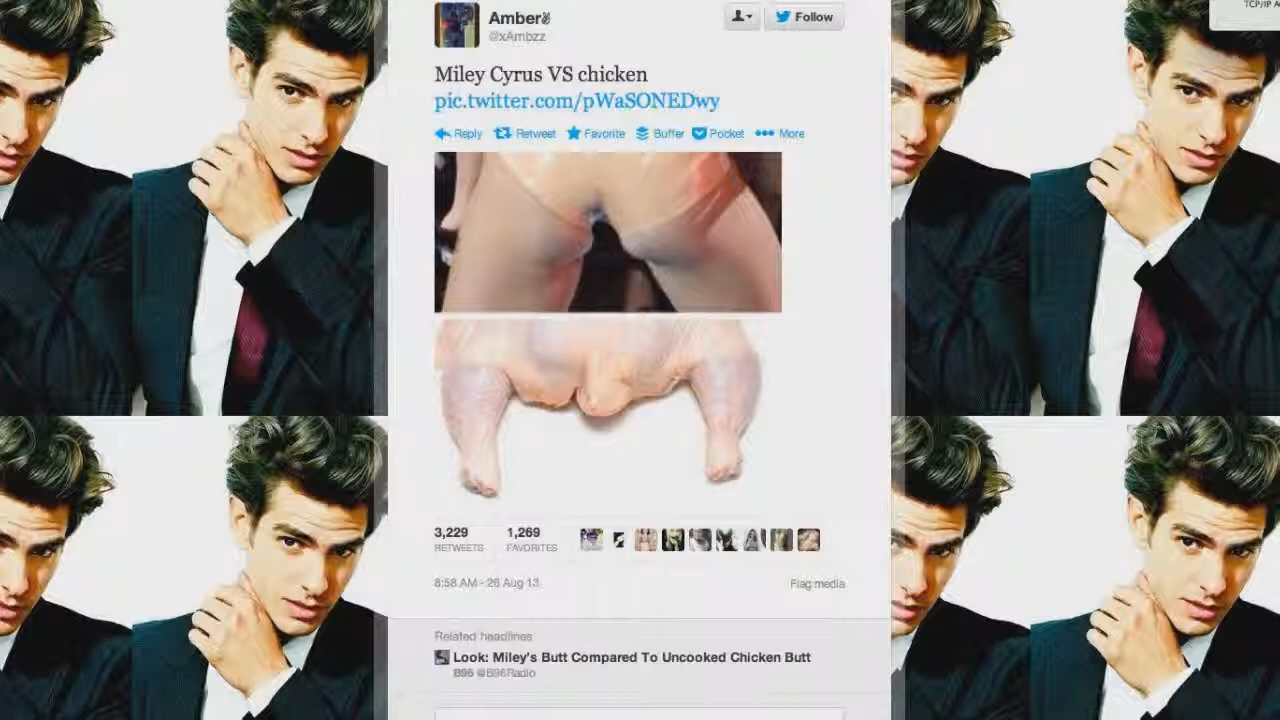 TCP/IP
Amber✌
@xAmbzz
Follow
Miley Cyrus VS chicken
pic.twitter.com/pWaSONEDwy
Reply Retweet Favorite Buffer Pocket More
3,229 1,269
RETWEETS FAVORITES
8:58 AM - 26 Aug 13 Flag media
Related headlines
Look: Miley's Butt Compared To Uncooked Chicken Butt
B96 @B96Radio